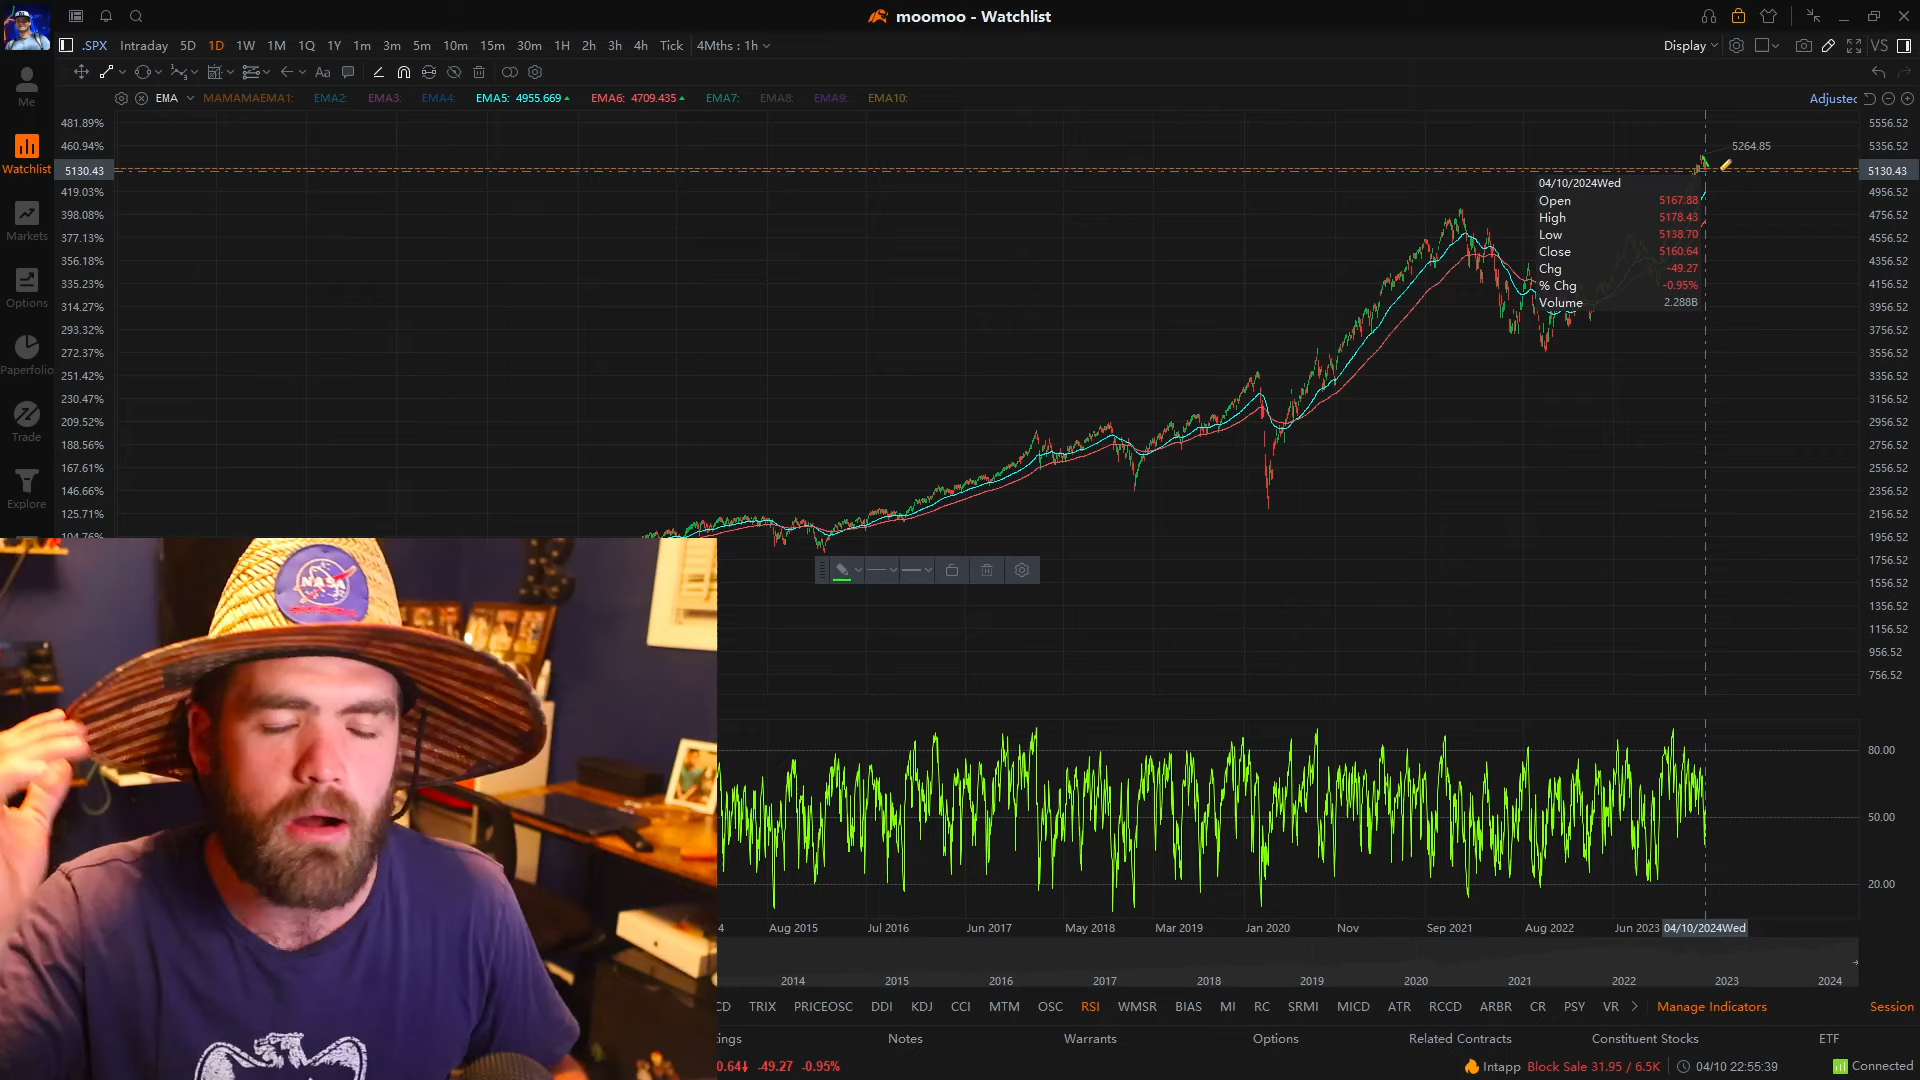 moomoo - Watchlist
.SPX Intraday 5D 1D 1W 1M 1Q 1Y 1m 3m 5m 10m 15m 30m 1H 2h 3h 4h Tick 4Mths : 1h Display VS
Aa
EMA MAMAMAEMA1: EMA2: EMA3: EMA4: EMA5: 4955.669 EMA6: 4709.435 EMA7: EMA8: EMA9: EMA10: Adjusted
Me
Watchlist
Markets
Options
Paperfolio
Trade
Explore
481.89% 5556.52
460.94% 5356.52
5264.85
5130.43 5130.43
419.03% 4956.52
398.08% 4756.52
377.13% 4556.52
356.18% 4356.52
335.23% 4156.52
314.27% 3956.52
293.32% 3756.52
272.37% 3556.52
251.42% 3356.52
230.47% 3156.52
209.52% 2956.52
188.56% 2756.52
167.61% 2556.52
146.66% 2356.52
125.71% 2156.52
104.76% 1956.52
1756.52
1556.52
1356.52
1156.52
956.52
756.52
04/10/2024Wed
Open 5167.88
High 5178.43
Low 5138.70
Close 5160.64
Chg -49.27
% Chg -0.95%
Volume 2.288B
NASA
80.00
50.00
20.00
4 Aug 2015 Jul 2016 Jun 2017 May 2018 Mar 2019 Jan 2020 Nov Sep 2021 Aug 2022 Jun 2023 04/10/2024Wed
2014 2015 2016 2017 2018 2019 2020 2021 2022 2023 2024
CD TRIX PRICEOSC DDI KDJ CCI MTM OSC RSI WMSR BIAS MI RC SRMI MICD ATR RCCD ARBR CR PSY VR Manage Indicators Session
ngs Notes Warrants Options Related Contracts Constituent Stocks ETF
0.64 -49.27 -0.95% Intapp Block Sale 31.95 / 6.5K 04/10 22:55:39 Connected